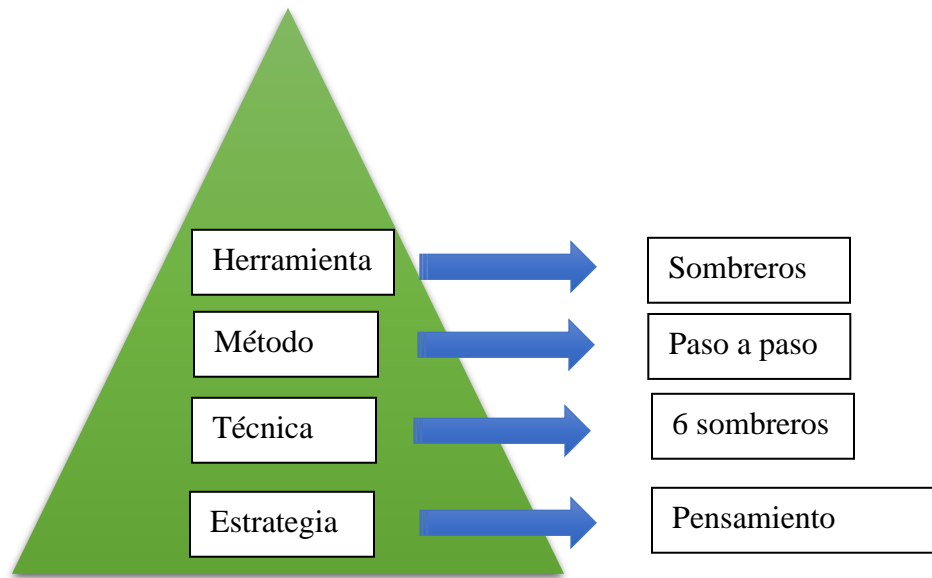 Herramienta
Sombreros
Método
Paso a paso
Técnica
6 sombreros
Estrategia
Pensamiento